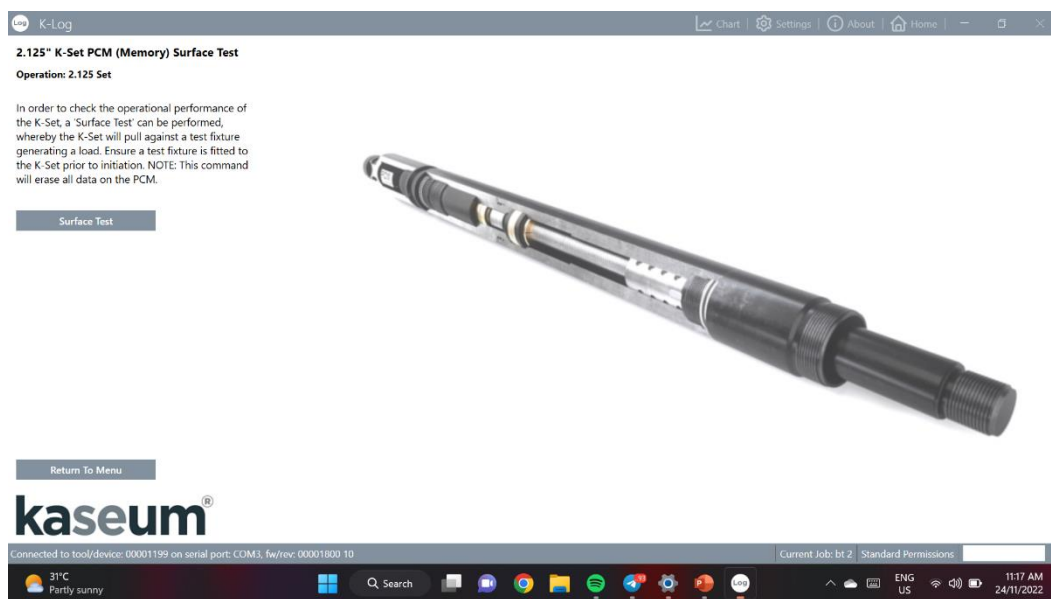 Log K-Log Chart | Settings | About | Home |
2.125" K-Set PCM (Memory) Surface Test
Operation: 2.125 Set
In order to check the operational performance of
the K-Set, a 'Surface Test' can be performed,
whereby the K-Set will pull against a test fixture
generating a load. Ensure a test fixture is fitted to
the K-Set prior to initiation. NOTE: This command
will erase all data on the PCM.
Surface Test
Return To Menu
kaseum®
Connected to tool/device: 00001199 on serial port: COM3, fw/rev: 00001800 10 Current Job: bt 2 Standard Permissions
31°C
Partly sunny
Search
Log
ENG
US
11:17 AM
24/11/2022